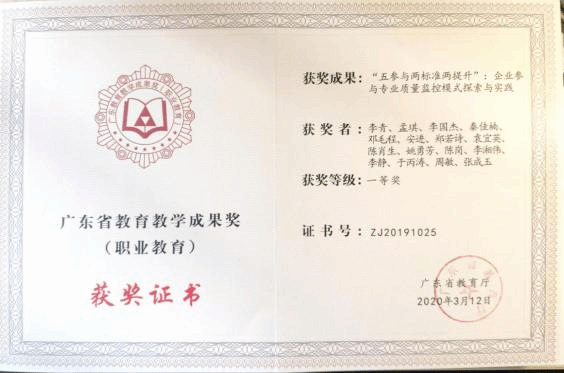 广东省教育教学成果奖
（职业教育）
获奖证书
获奖成果：“五参与两标准两提升”：企业参
与专业质量监控模式探索与实践
获奖者：李青、孟琪、李国杰、秦佳楠、
邓毛程、安进、郑若诗、袁宜英、
陈肖生、姚勇芳、陈岗、李湘伟、
李静、于丙涛、周敏、张成玉
获奖等级：一等奖
证书号：ZJ20191025
广东省教育厅
2020年3月12日